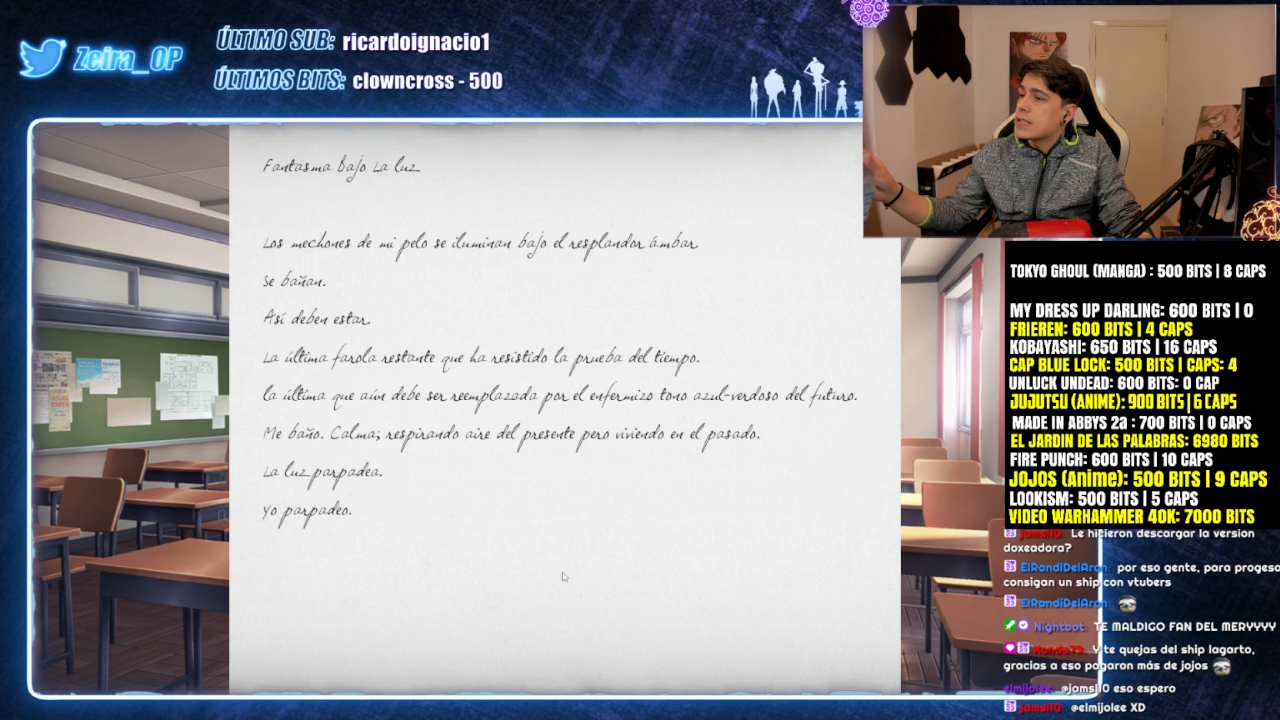 Zeira_OP
ÚLTIMO SUB: ricardoignacio1
ÚLTIMOS BITS: clowncross - 500
Fantasma bajo La luz
Los mechones de mi pelo se iluminan bajo el resplandor ámbar.
Se bañan.
Así deben estar.
La última farola restante que ha resistido la prueba del tiempo.
la última que aún debe ser reemplazada por el enfermizo tono azul-verdoso del futuro.
Me baño. Calma; respirando aire del presente pero viviendo en el pasado.
La luz parpadea.
Yo parpadeo.
TOKYO GHOUL (MANGA) : 500 BITS | 8 CAPS
MY DRESS UP DARLING: 600 BITS | 0
FRIEREN: 600 BITS | 4 CAPS
KOBAYASHI: 650 BITS | 16 CAPS
CAP BLUE LOCK: 500 BITS | CAPS: 4
UNLUCK UNDEAD: 600 BITS: 0 CAP
JUJUTSU (ANIME): 900 BITS | 6 CAPS
MADE IN ABBYS 2a : 700 BITS | 0 CAPS
EL JARDIN DE LAS PALABRAS: 6980 BITS
FIRE PUNCH: 600 BITS | 10 CAPS
JOJOS (Anime): 500 BITS | 9 CAPS
LOOKISM: 500 BITS | 5 CAPS
VIDEO WARHAMMER 40K: 7000 BITS
jamsl10: Le hicieron descargar la version
doxeadora?
ElRandiDelAran: por eso gente, para progeso
consigan un ship con vtubers
ElRandiDelAran:
Nightbot: TE MALDIGO FAN DEL MERYYYY
Kanda73: Y te quejas del ship lagarto,
gracias a eso pagaron más de jojos
elmijolee: @jamsl10 eso espero
jamsl10: @elmijolee XD